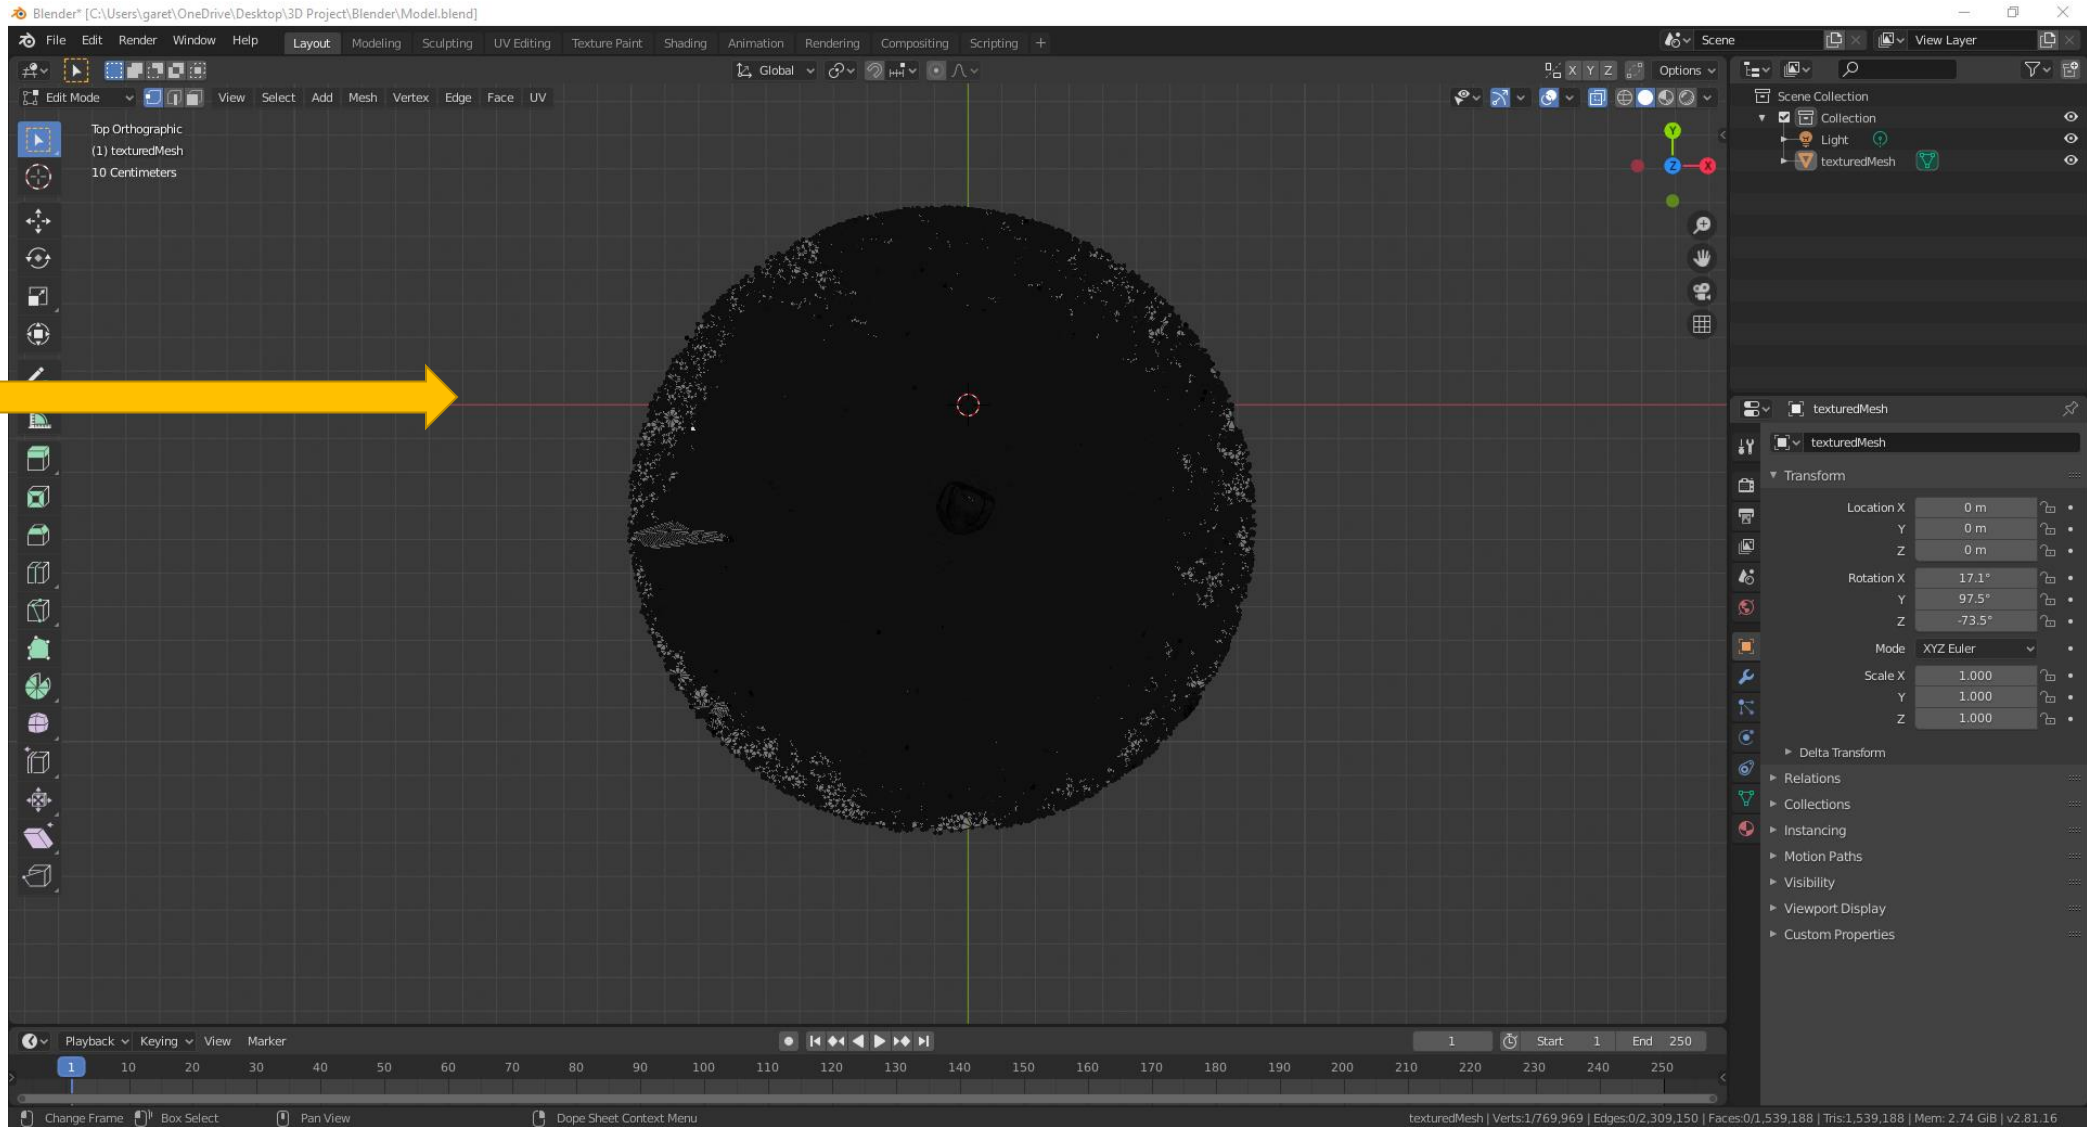 Blender* [C:\Users\garet\OneDrive\Desktop\3D Project\Blender\Model.blend]
File Edit Render Window Help Layout Modeling Sculpting UV Editing Texture Paint Shading Animation Rendering Compositing Scripting + Scene View Layer
Global X Y Z Options
Edit Mode View Select Add Mesh Vertex Edge Face UV
Scene Collection
Collection
Light
texturedMesh
Top Orthographic
(1) texturedMesh
10 Centimeters
Y
Z X
texturedMesh
texturedMesh
Transform
Location X 0 m
Y 0 m
Z 0 m
Rotation X 17.1°
Y 97.5°
Z -73.5°
Mode XYZ Euler
Scale X 1.000
Y 1.000
Z 1.000
Delta Transform
Relations
Collections
Instancing
Motion Paths
Visibility
Viewport Display
Custom Properties
Playback Keying View Marker 1 Start 1 End 250
1 10 20 30 40 50 60 70 80 90 100 110 120 130 140 150 160 170 180 190 200 210 220 230 240 250
Change Frame Box Select Pan View Dope Sheet Context Menu texturedMesh | Verts:1/769,969 | Edges:0/2,309,150 | Faces:0/1,539,188 | Tris:1,539,188 | Mem: 2.74 GiB | v2.81.16